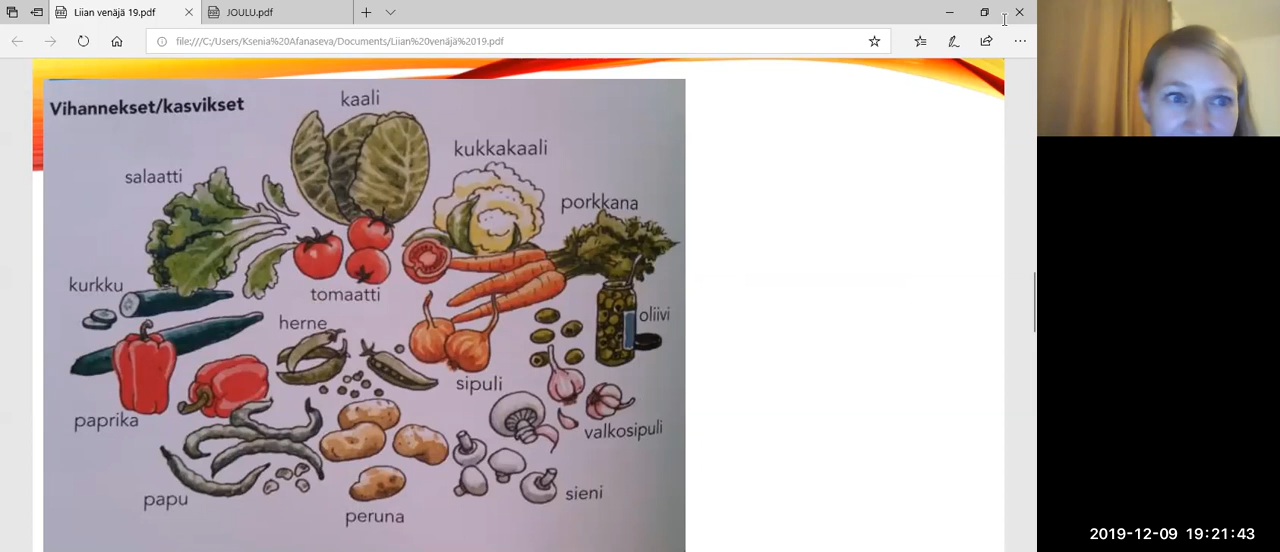 Liian venäjä 19.pdf
JOULU.pdf
file:///C:/Users/Ksenia%20Afanaseva/Documents/Liian%20venäjä%2019.pdf
Vihannekset/kasvikset
kaali
kukkakaali
salaatti
porkkana
kurkku
tomaatti
oliivi
herne
sipuli
paprika
valkosipuli
papu
sieni
peruna
2019-12-09 19:21:43